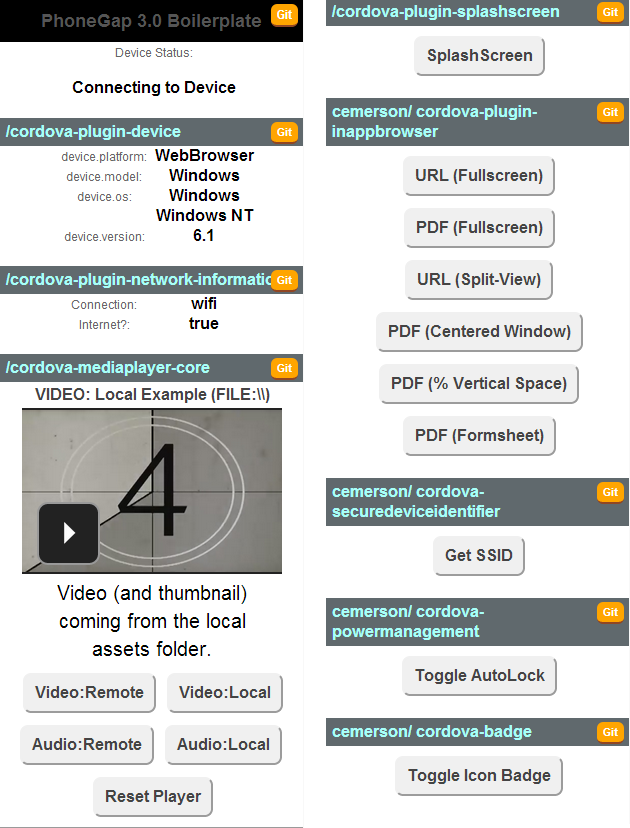 PhoneGap 3.0 Boilerplate Git
Device Status:
Connecting to Device
/cordova-plugin-device Git
device.platform: WebBrowser
device.model: Windows
device.os: Windows
Windows NT
device.version: 6.1
/cordova-plugin-network-informatic Git
Connection: wifi
Internet?: true
/cordova-mediaplayer-core Git
VIDEO: Local Example (FILE:\\)
4
Video (and thumbnail)
coming from the local
assets folder.
Video:Remote Video:Local
Audio:Remote Audio:Local
Reset Player
/cordova-plugin-splashscreen Git
SplashScreen
cemerson/ cordova-plugin- Git
inappbrowser
URL (Fullscreen)
PDF (Fullscreen)
URL (Split-View)
PDF (Centered Window)
PDF (% Vertical Space)
PDF (Formsheet)
cemerson/ cordova- Git
securedeviceidentifier
Get SSID
cemerson/ cordova- Git
powermanagement
Toggle AutoLock
cemerson/ cordova-badge Git
Toggle Icon Badge